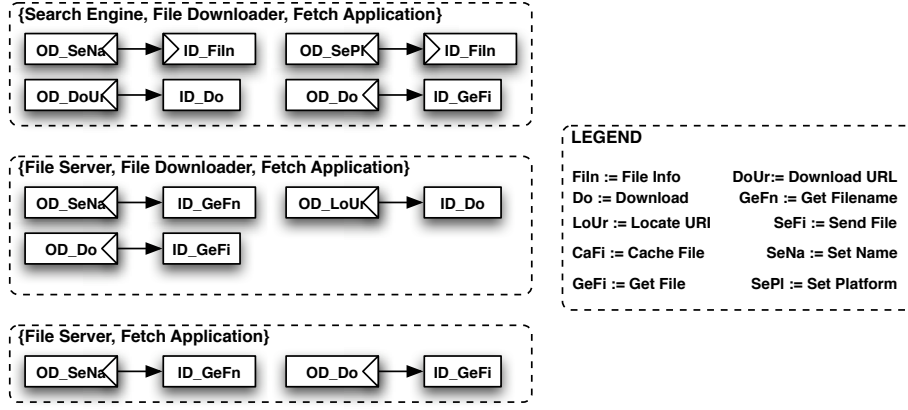 {Search Engine, File Downloader, Fetch Application}
OD_SeNa ID_FiIn OD_SePl ID_FiIn
OD_DoUr ID_Do OD_Do ID_GeFi
{File Server, File Downloader, Fetch Application}
OD_SeNa ID_GeFn OD_LoUr ID_Do
OD_Do ID_GeFi
{File Server, Fetch Application}
OD_SeNa ID_GeFn OD_Do ID_GeFi
LEGEND
FiIn := File Info DoUr:= Download URL
Do := Download GeFn := Get Filename
LoUr := Locate URl SeFi := Send File
CaFi := Cache File SeNa := Set Name
GeFi := Get File SePl := Set Platform